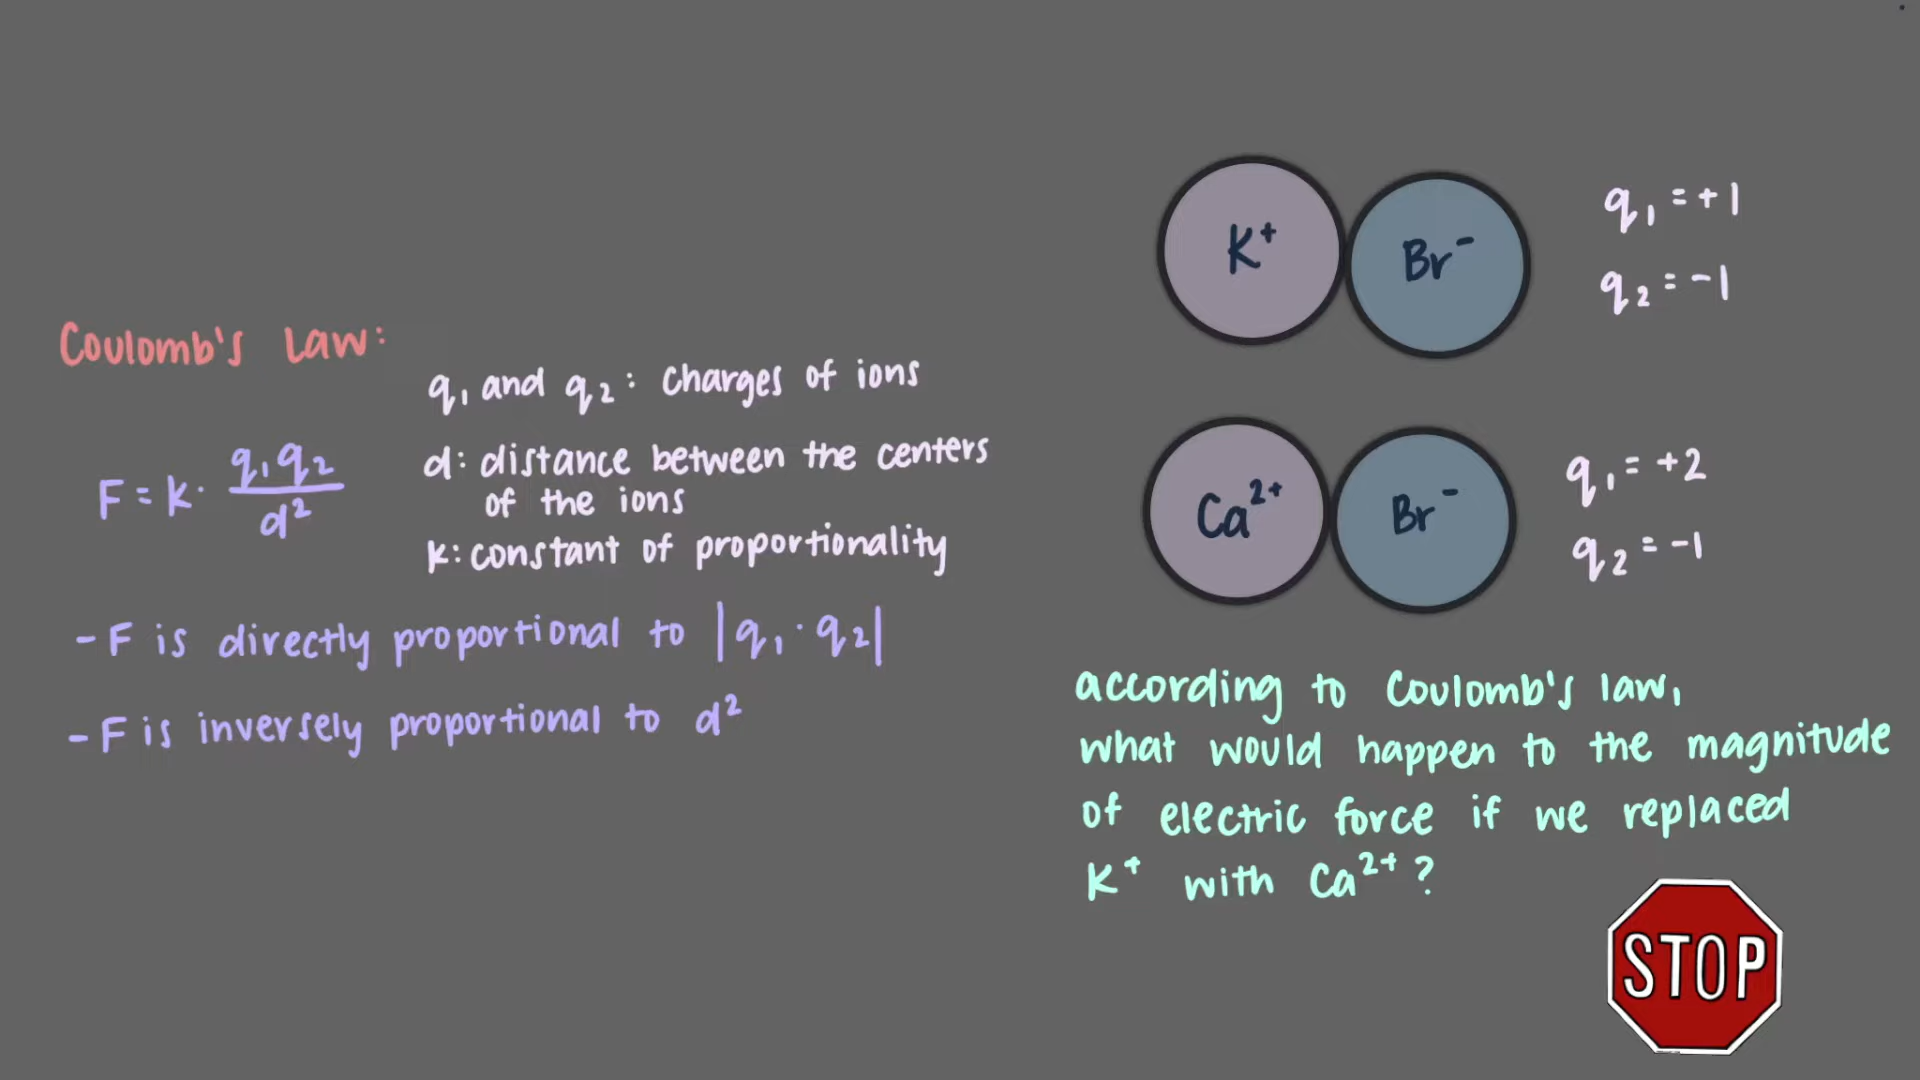 Coulomb's Law:
F = k · q₁q₂ / d²
q₁ and q₂: charges of ions
d: distance between the centers
of the ions
k: constant of proportionality
- F is directly proportional to |q₁ · q₂|
- F is inversely proportional to d²
K⁺ Br⁻
q₁ = +1
q₂ = -1
Ca²⁺ Br⁻
q₁ = +2
q₂ = -1
according to Coulomb's law,
what would happen to the magnitude
of electric force if we replaced
K⁺ with Ca²⁺?
STOP